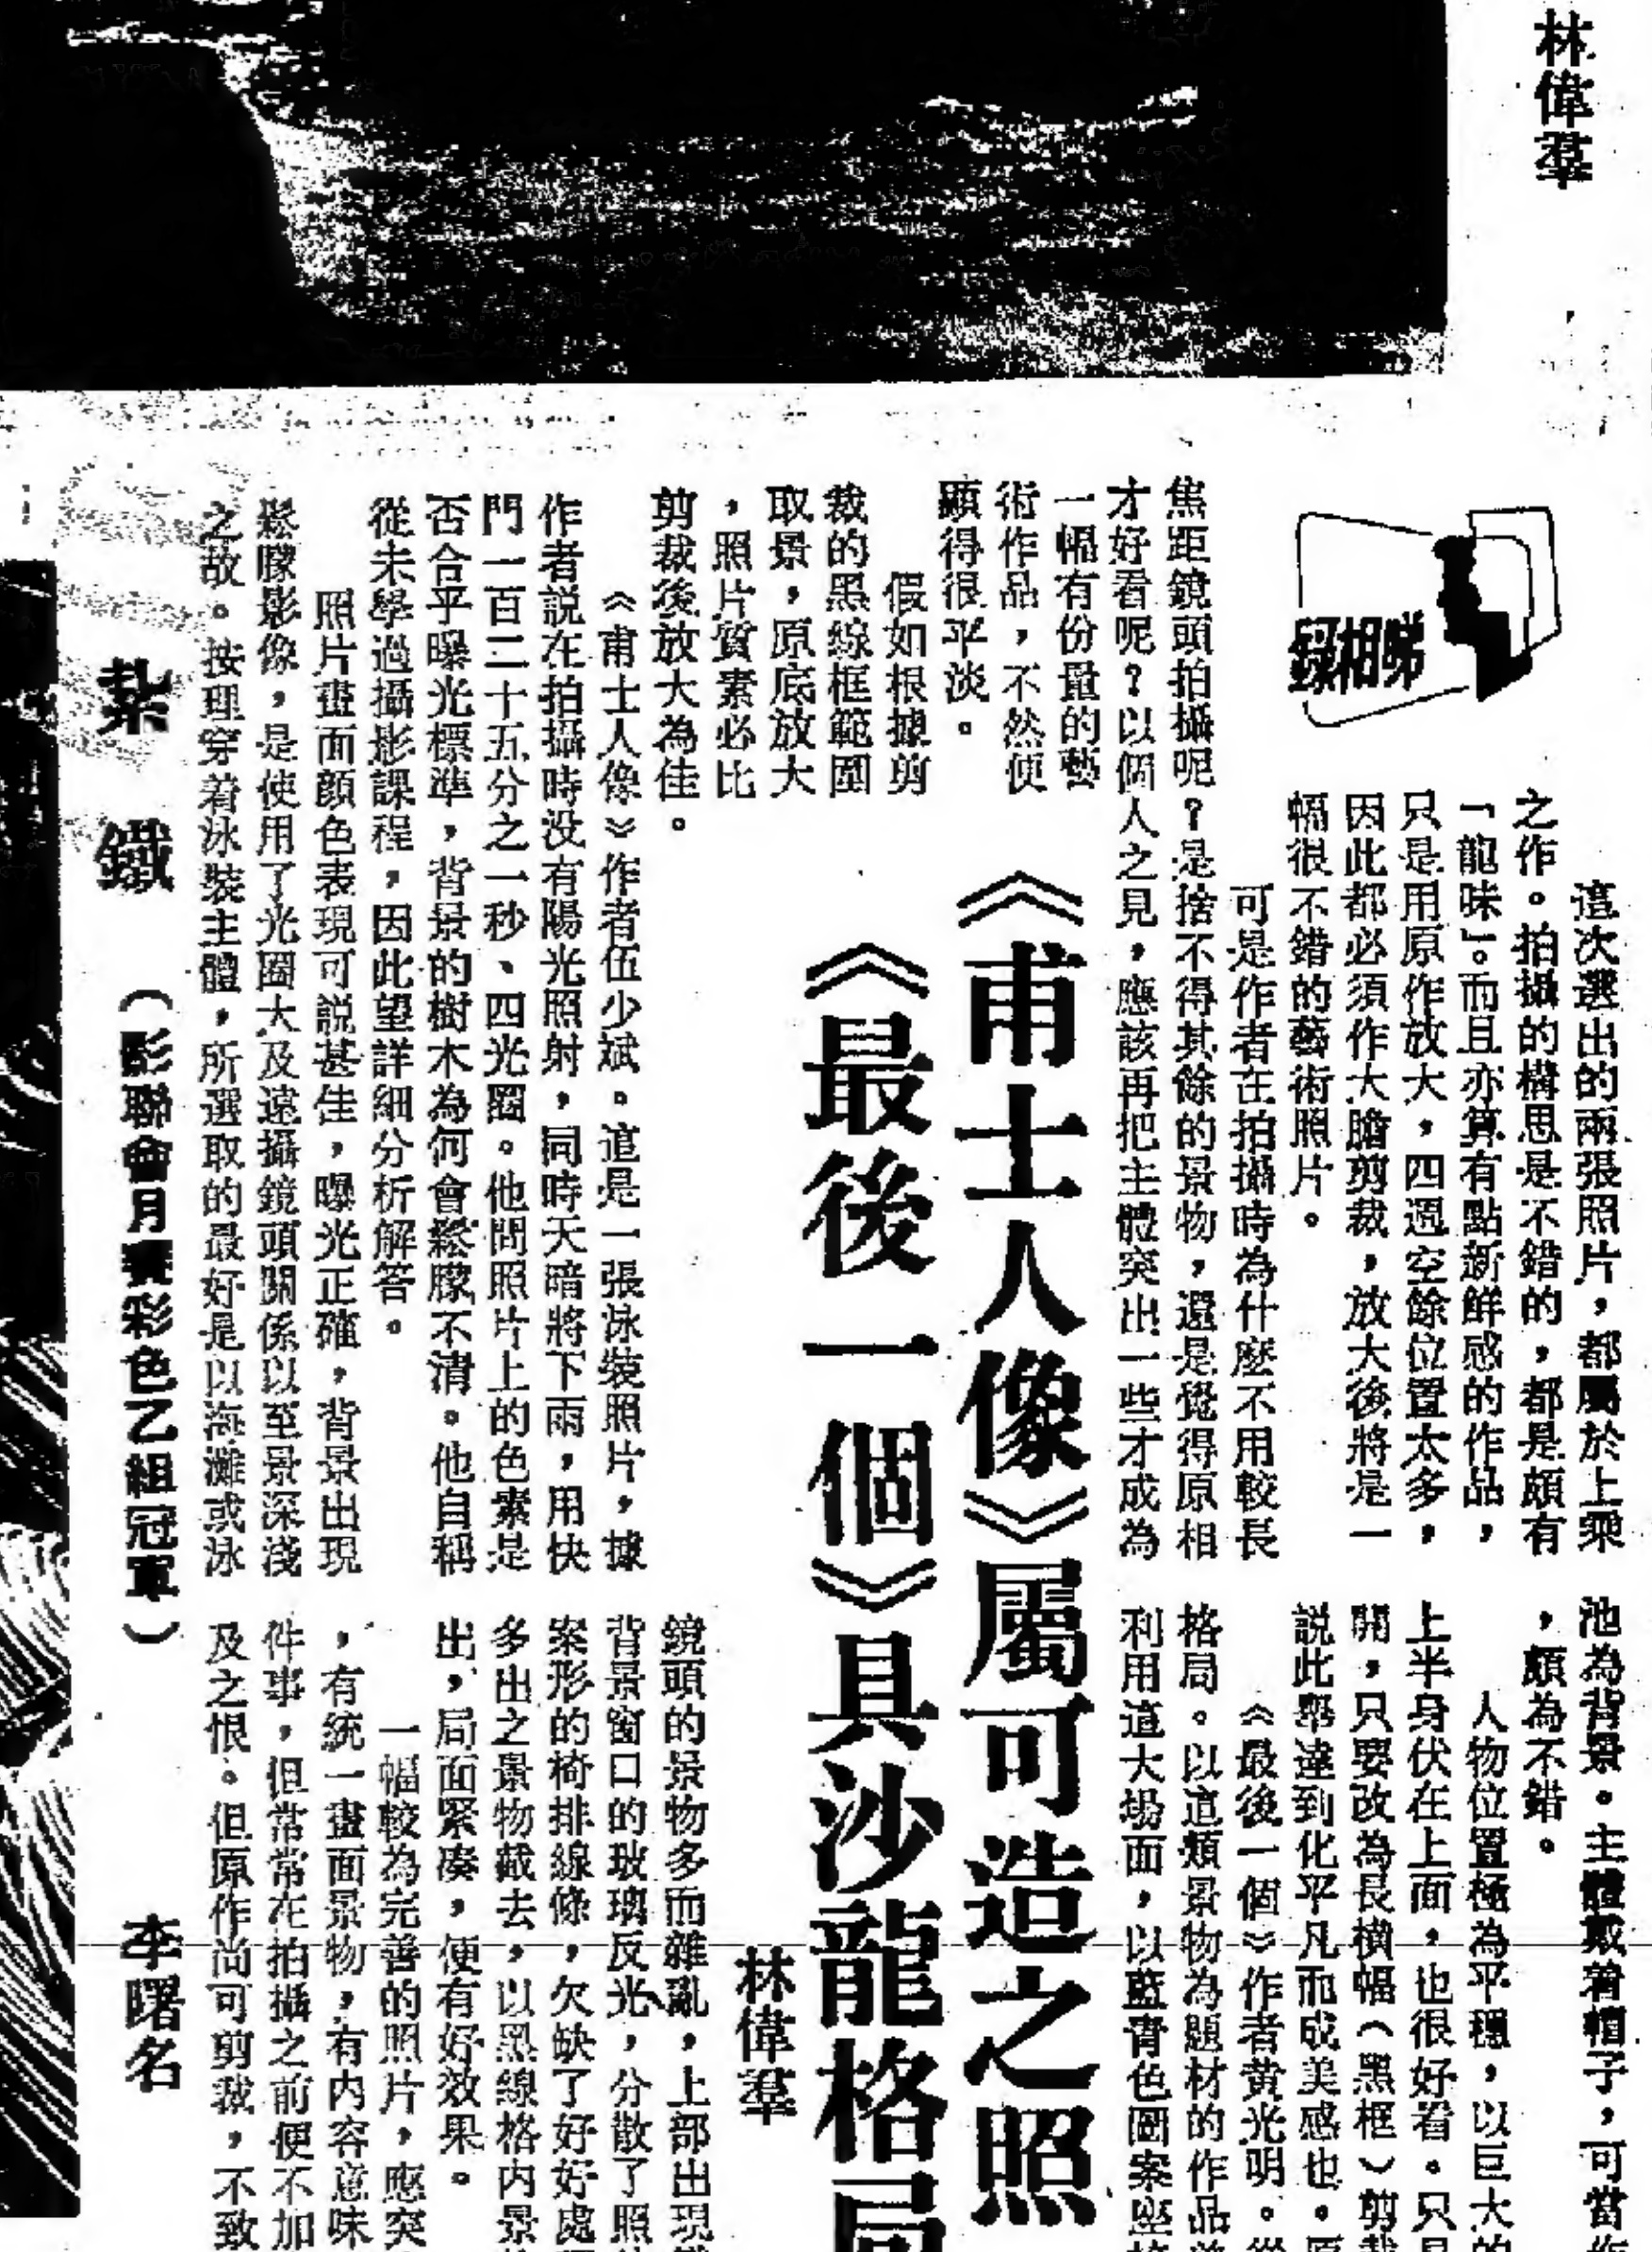 林偉羣
睇相錄
《甫士人像》屬可造之照
《最後一個》具沙龍格局
林偉羣
這次選出的兩張照片，都屬於上乘
之作。拍攝的構思是不錯的，都是頗有
「龍味」。而且亦算有點新鮮感的作品，
只是用原作放大，四週空餘位置太多，
因此都必須作大膽剪裁，放大後將是一
幅很不錯的藝術照片。
可是作者在拍攝時為什麼不用較長
焦距鏡頭拍攝呢？是捨不得其餘的景物，還是覺得原相
才好看呢？以個人之見，應該再把主體突出一些才成為
一幅有份量的藝
術作品，不然便
顯得很平淡。
假如根據剪
裁的黑線框範圍
取景，原底放大
，照片質素必比
剪裁後放大為佳。
《甫士人像》作者伍少斌。這是一張泳裝照片，據
作者説在拍攝時没有陽光照射，同時天暗將下雨，用快
門一百二十五分之一秒、四光圈。他問照片上的色素是
否合乎曝光標準，背景的樹木為何會鬆朦不清。他自稱
從未學過攝影課程，因此望詳細分析解答。
照片畫面顏色表現可説甚佳，曝光正確，背景出現
鬆朦影像，是使用了光圈大及遠攝鏡頭關係以至景深淺
之故。按理穿着泳裝主體，所選取的最好是以海灘或泳
池為背景。主體戴着帽子，可當
，頗為不錯。
人物位置極為平穩，以巨大的
上半身伏在上面，也很好看。只
開，只要改為長橫幅（黑框）剪
説此舉達到化平凡而成美感也。
《最後一個》作者黄光明。
格局。以這類景物為題材的作品
利用這大場面，以藍青色圖案
鏡頭的景物多而雜亂，上部出現
背景窗口的玻璃反光，分散了照
案形的椅排線條，欠缺了好好處
多出之景物截去，以黑線格内景
出，局面緊凑，便有好效果。
一幅較為完善的照片，應突
，有統一畫面景物，有内容意味
件事，但常常在拍攝之前便不加
及之恨。但原作尚可剪裁，不致
紮鐵
（影聯會月賽彩色乙組冠軍）
李曙名